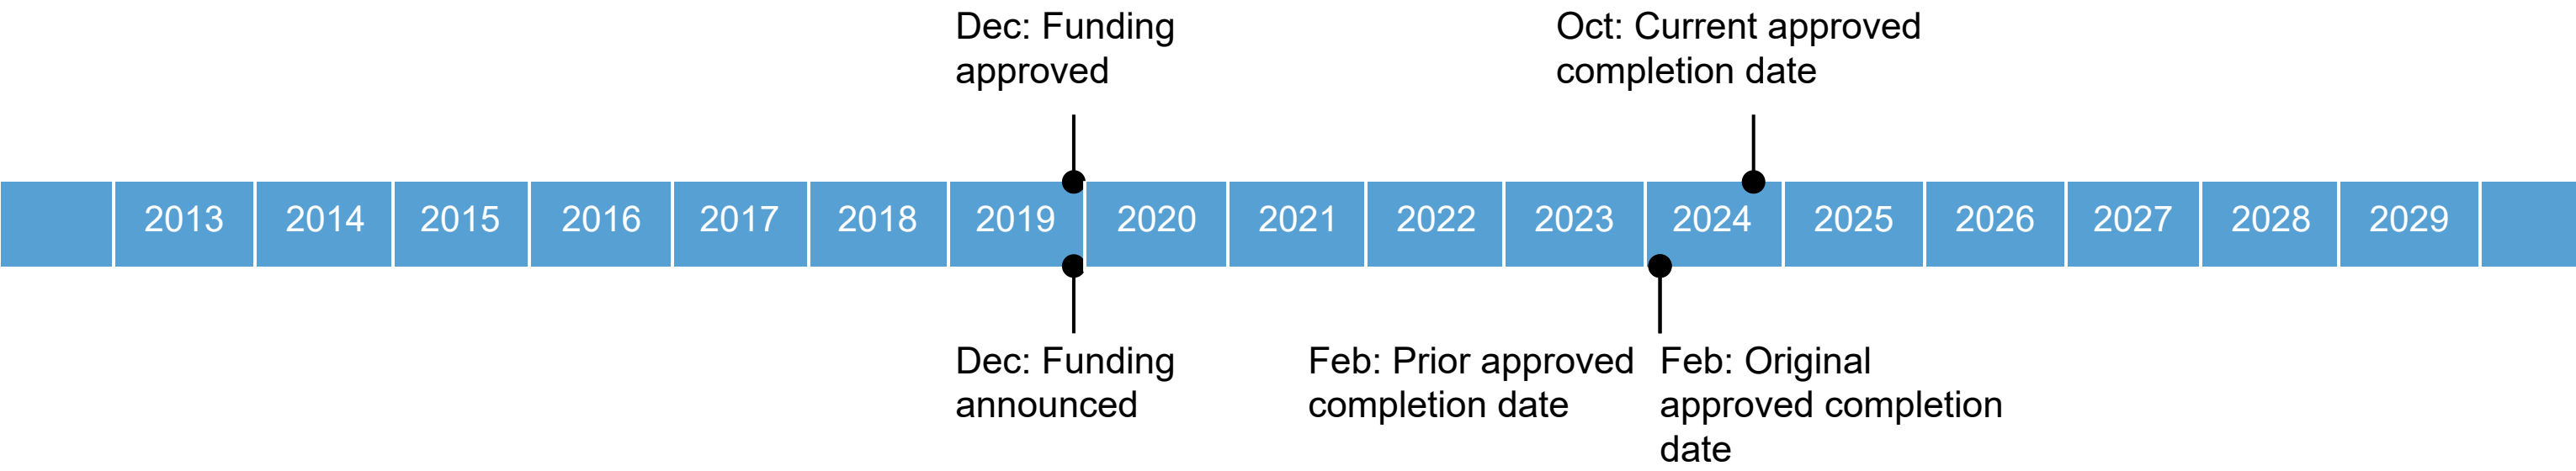 Dec: Funding
approved
Oct: Current approved
completion date
2013 2014 2015 2016 2017 2018 2019 2020 2021 2022 2023 2024 2025 2026 2027 2028 2029
Dec: Funding
announced
Feb: Prior approved
completion date
Feb: Original
approved completion
date